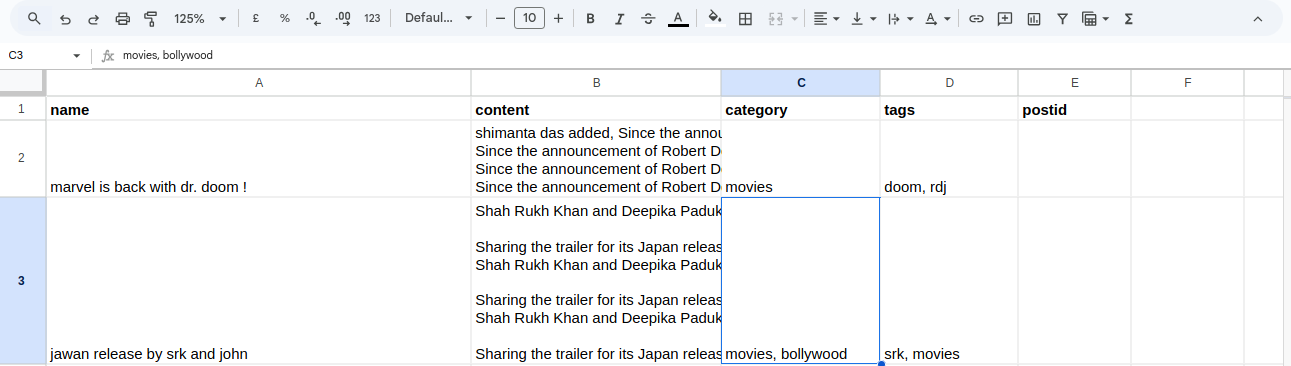 125%
£
%
.0
.00
123
Defaul...
10
B
I
S
A
Σ
C3
fx
movies, bollywood
A
B
C
D
E
F
1
name
content
category
tags
postid
2
marvel is back with dr. doom !
shimanta das added, Since the annou
Since the announcement of Robert D
Since the announcement of Robert D
Since the announcement of Robert D
movies
doom, rdj
3
jawan release by srk and john
Shah Rukh Khan and Deepika Paduk
Sharing the trailer for its Japan releas
Shah Rukh Khan and Deepika Paduk
Sharing the trailer for its Japan releas
Shah Rukh Khan and Deepika Paduk
Sharing the trailer for its Japan releas
movies, bollywood
srk, movies